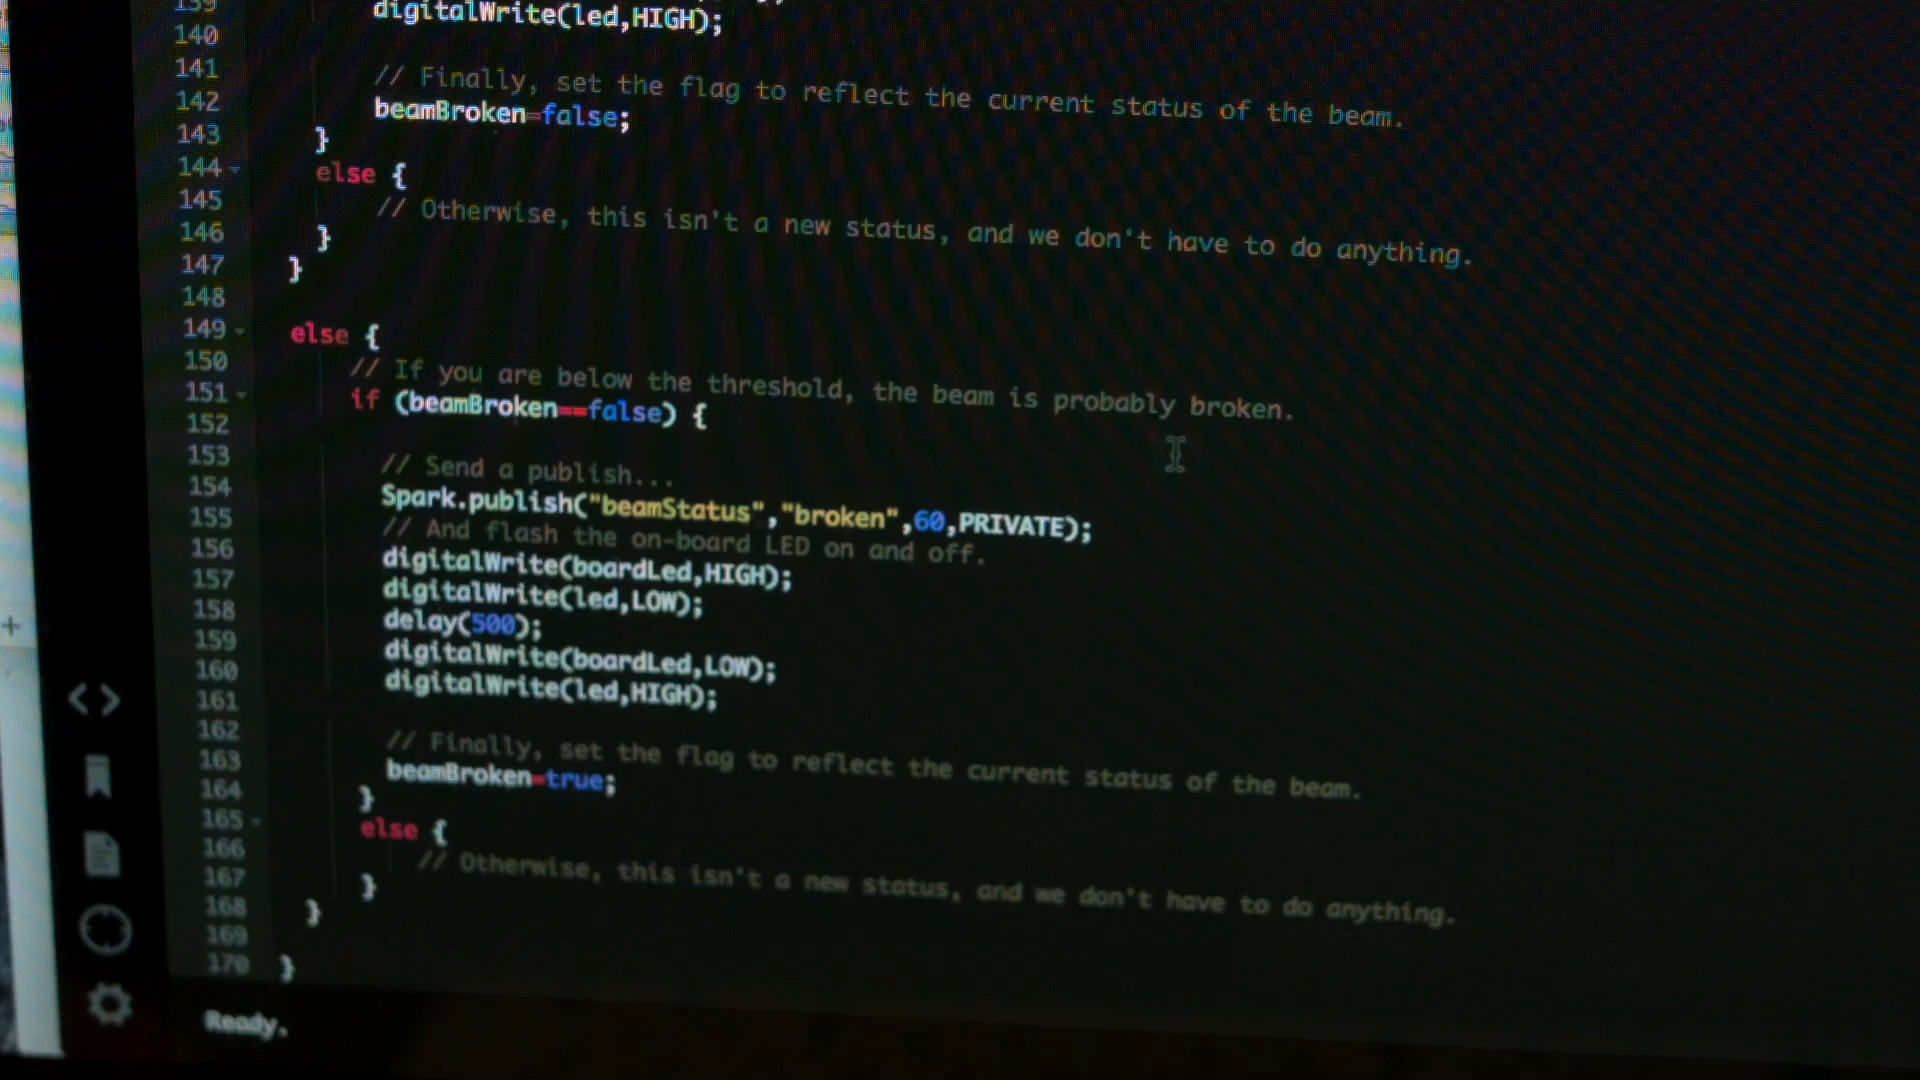 139 digitalWrite(led,HIGH);
140
141 // Finally, set the flag to reflect the current status of the beam.
142 beamBroken=false;
143 }
144 else {
145 // Otherwise, this isn't a new status, and we don't have to do anything.
146 }
147 }
148
149 else {
150 // If you are below the threshold, the beam is probably broken.
151 if (beamBroken==false) {
152
153 // Send a publish...
154 Spark.publish("beamStatus","broken",60,PRIVATE);
155 // And flash the on-board LED on and off.
156 digitalWrite(boardLed,HIGH);
157 digitalWrite(led,LOW);
158 delay(500);
159 digitalWrite(boardLed,LOW);
160 digitalWrite(led,HIGH);
161
162 // Finally, set the flag to reflect the current status of the beam.
163 beamBroken=true;
164 }
165 else {
166 // Otherwise, this isn't a new status, and we don't have to do anything.
167 }
168 }
169
170 }
Ready.